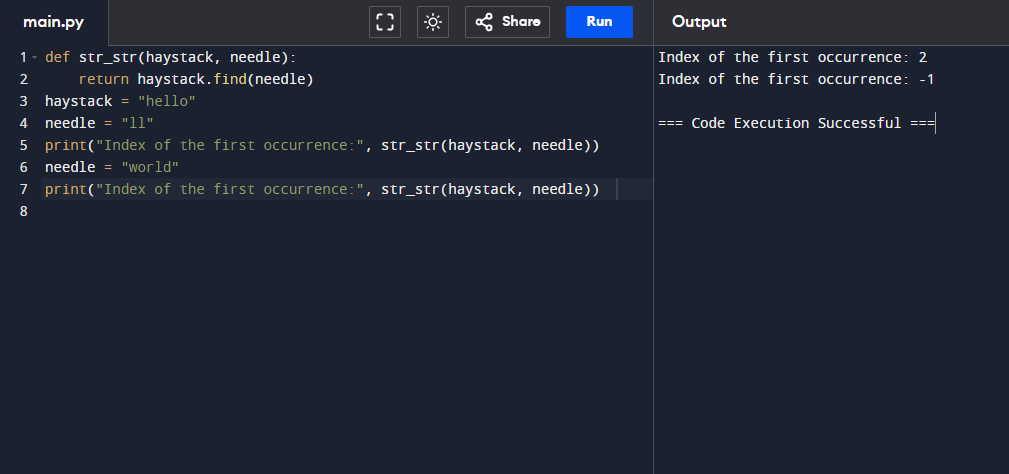 main.py
Share
Run
Output
1 def str_str(haystack, needle):
2     return haystack.find(needle)
3 haystack = "hello"
4 needle = "ll"
5 print("Index of the first occurrence:", str_str(haystack, needle))
6 needle = "world"
7 print("Index of the first occurrence:", str_str(haystack, needle))
8
Index of the first occurrence: 2
Index of the first occurrence: -1
=== Code Execution Successful ===